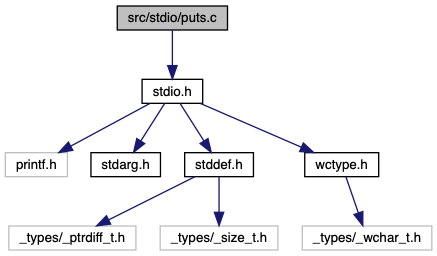 src/stdio/puts.c
stdio.h
printf.h
stdarg.h
stddef.h
wctype.h
_types/_ptrdiff_t.h
_types/_size_t.h
_types/_wchar_t.h